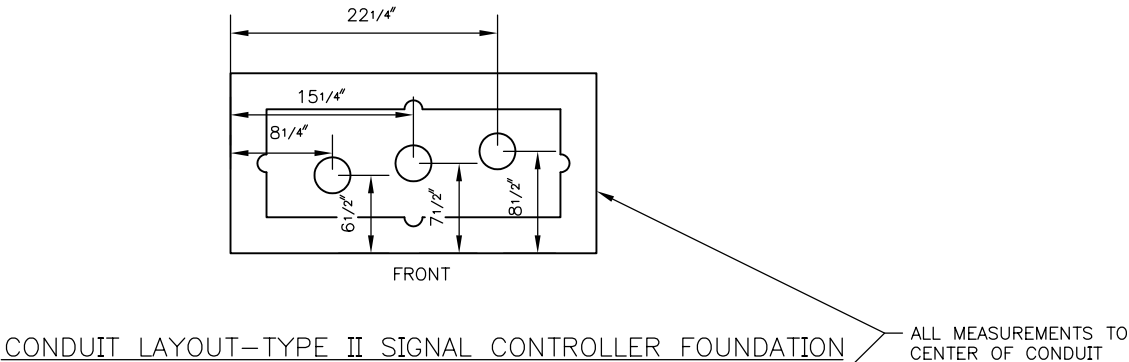 22 1/4"
15 1/4"
8 1/4"
6 1/2"
7 1/2"
8 1/2"
FRONT
CONDUIT LAYOUT-TYPE II SIGNAL CONTROLLER FOUNDATION
ALL MEASUREMENTS TO
CENTER OF CONDUIT